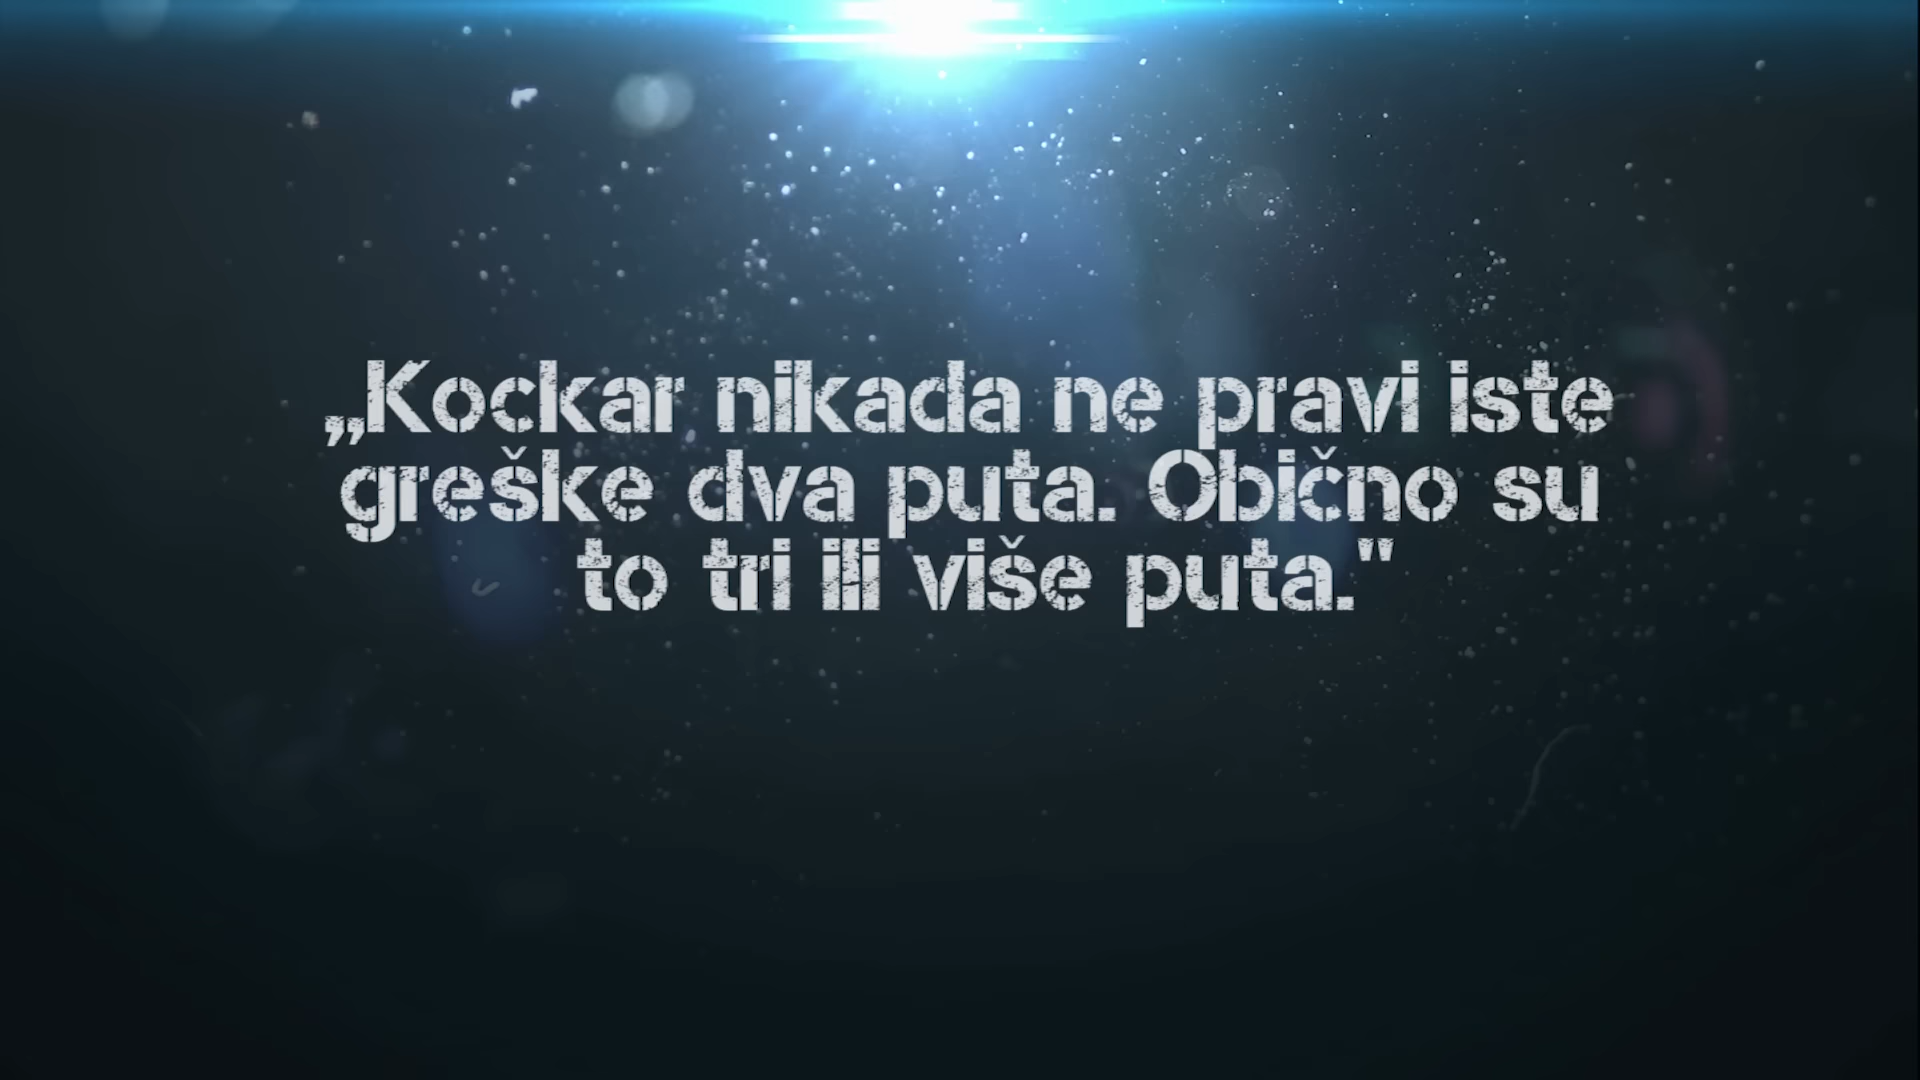 „Kockar nikada ne pravi iste
greške dva puta. Obično su
to tri ili više puta."